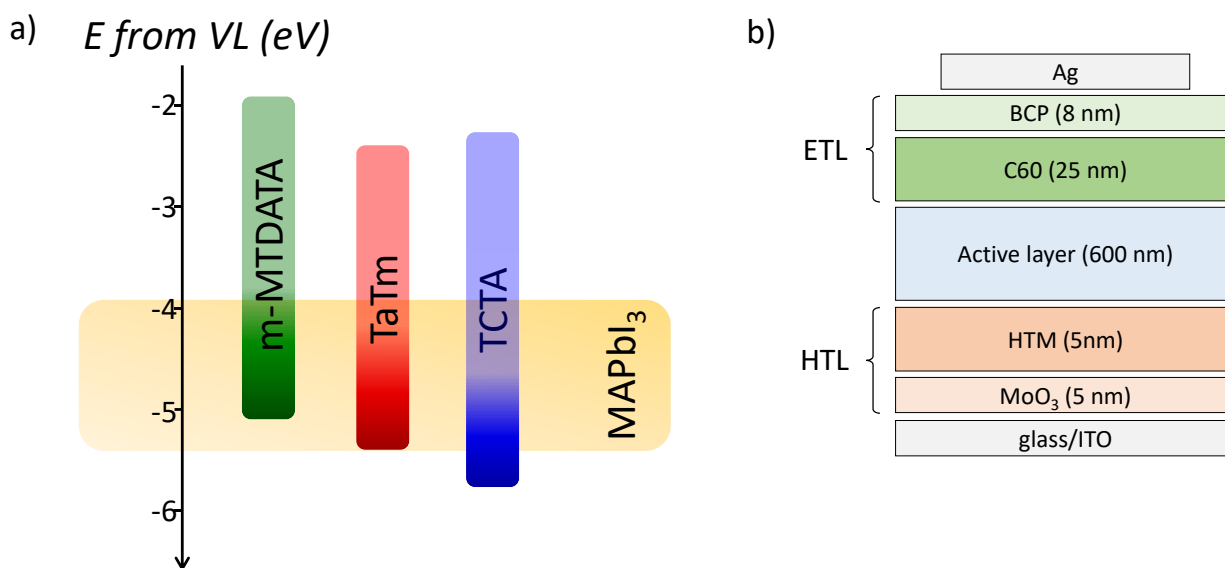 a)
E from VL (eV)
-2
-3
-4
-5
-6
m-MTDATA
TaTm
TCTA
MAPbI₃
b)
Ag
BCP (8 nm)
ETL
C60 (25 nm)
Active layer (600 nm)
HTM (5nm)
HTL
MoO₃ (5 nm)
glass/ITO